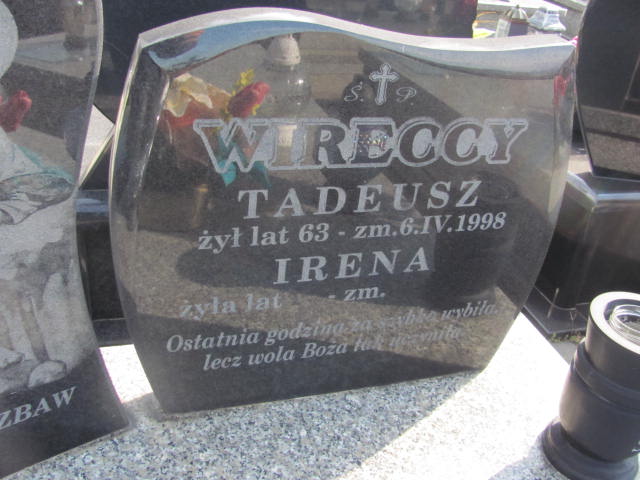 Ś. P.
WIRECCY
TADEUSZ
żył lat 63 - zm.6.IV.1998
IRENA
żyła lat - zm.
Ostatnia godzina za szybko wybiła,
lecz wola Boża tak uczyniła
ZBAW